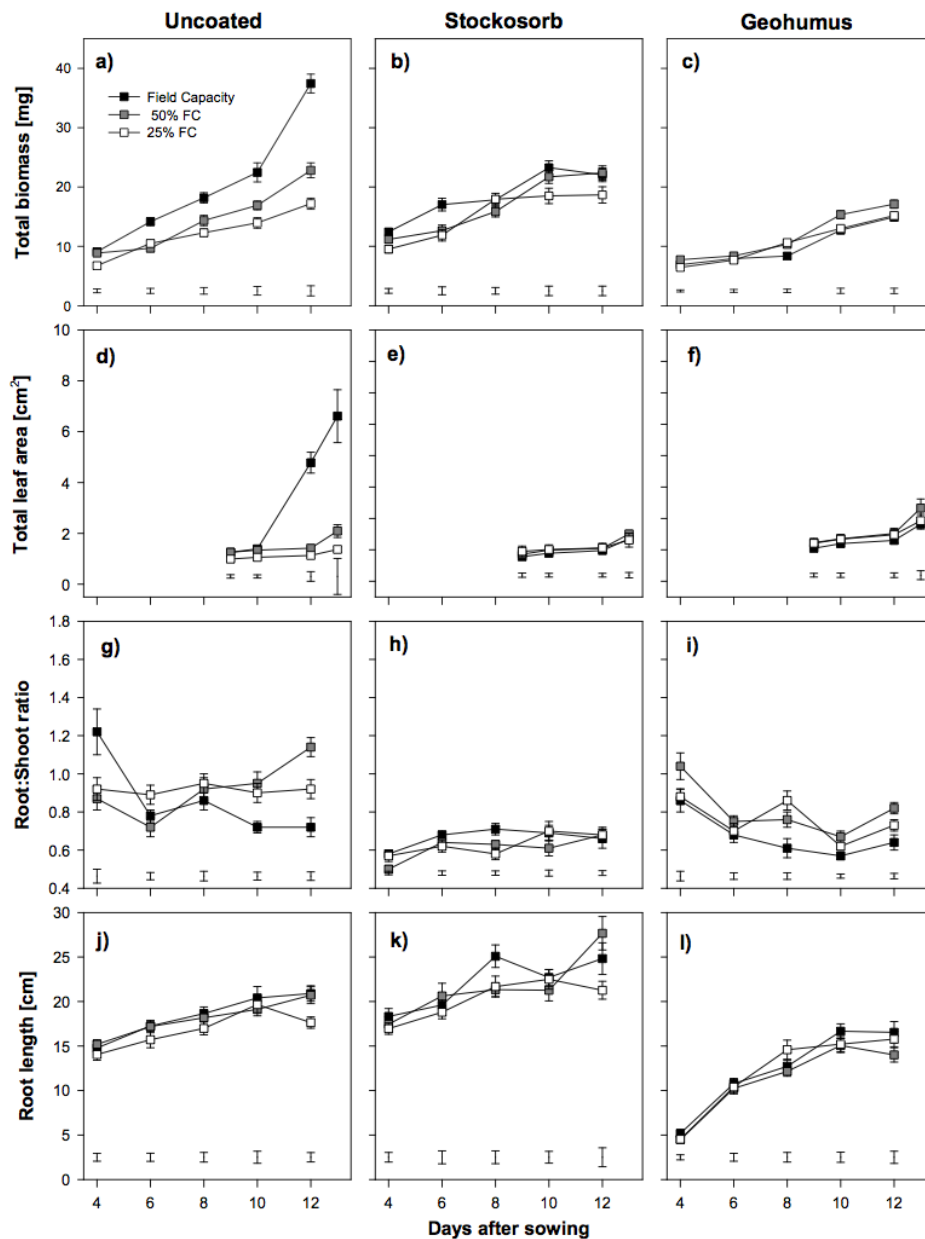 Uncoated Stockosorb Geohumus
Total biomass [mg]
a) b) c)
Field Capacity
50% FC
25% FC
40
30
20
10
0
Total leaf area [cm²]
d) e) f)
10
8
6
4
2
0
Root:Shoot ratio
g) h) i)
1.8
1.6
1.4
1.2
1.0
0.8
0.6
0.4
Root length [cm]
j) k) l)
30
25
20
15
10
5
0
4 6 8 10 12 4 6 8 10 12 4 6 8 10 12
Days after sowing